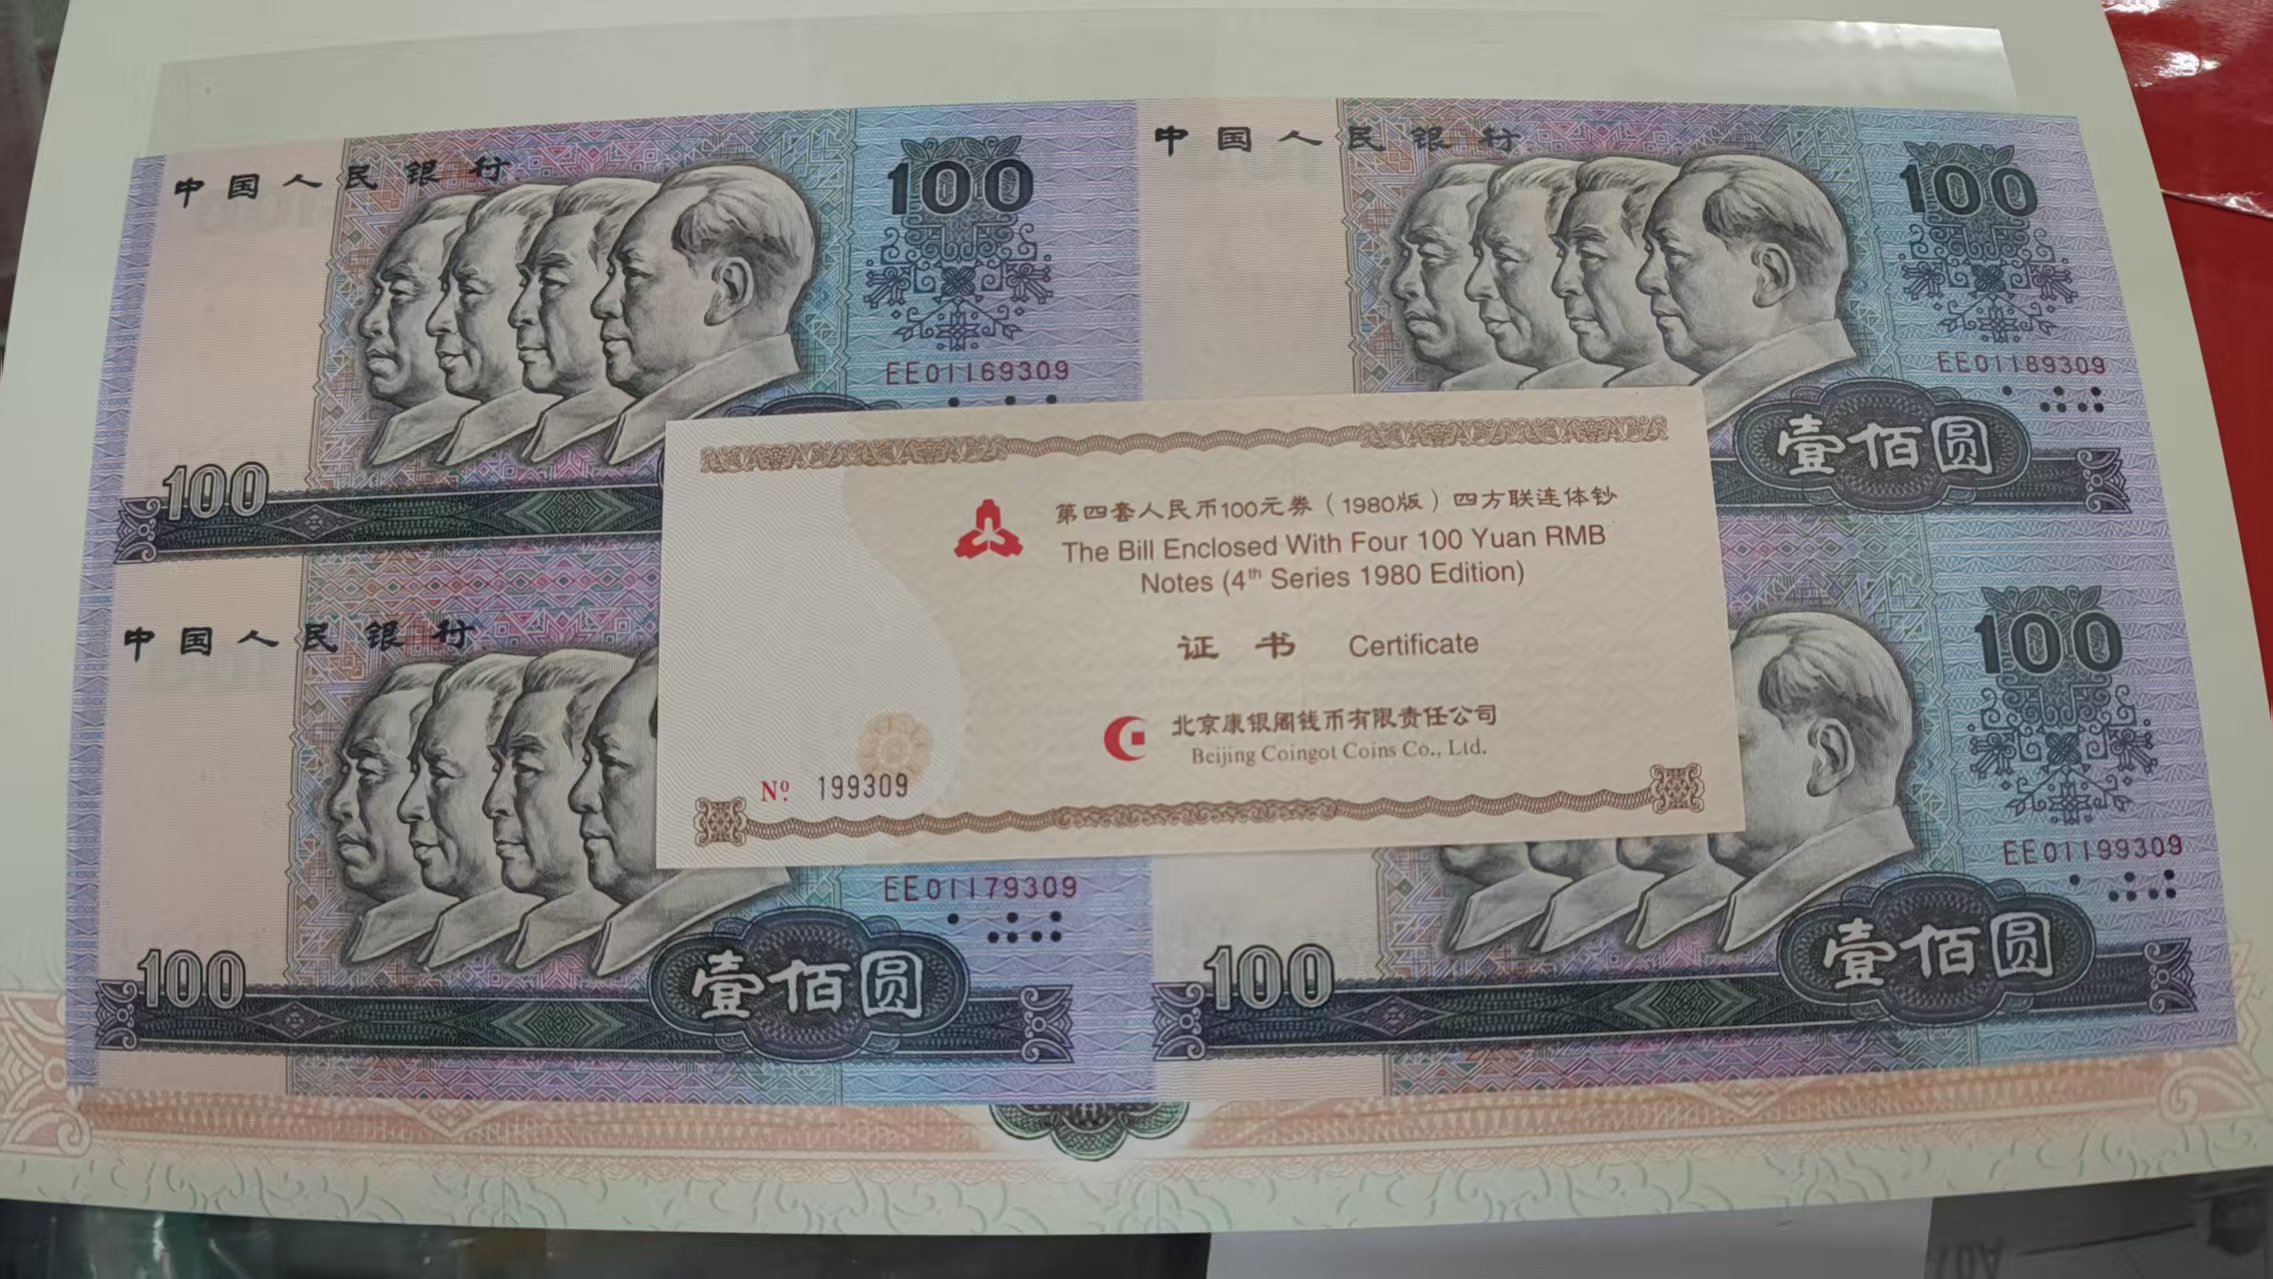 中国人民银行
100
EE01169309
100
中国人民银行
100
EE01189309
壹佰圆
第四套人民币100元券（1980版）四方联连体钞
The Bill Enclosed With Four 100 Yuan RMB
Notes (4th Series 1980 Edition)
证书 Certificate
北京康银阁钱币有限责任公司
Beijing Coingot Coins Co., Ltd.
Nº 199309
中国人民银行
EE01179309
100
壹佰圆
100
EE01199309
100
壹佰圆